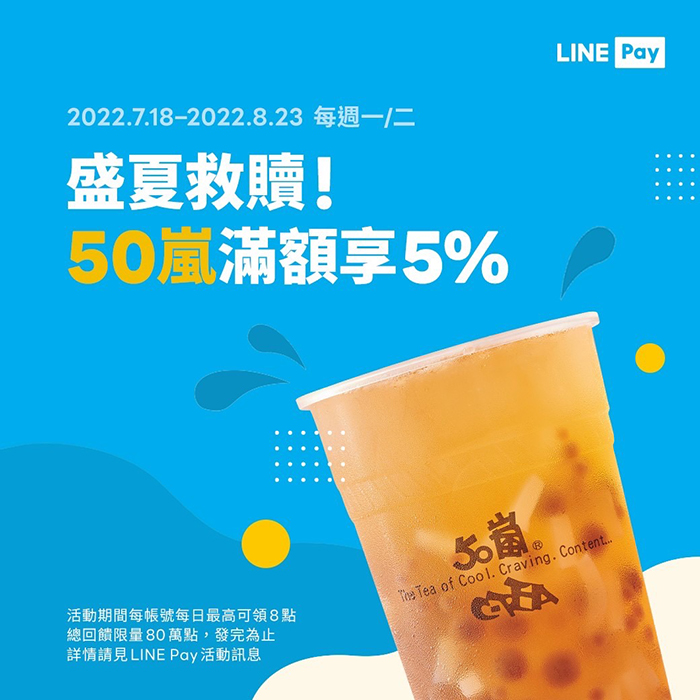 LINE Pay
2022.7.18–2022.8.23 每週一/二
盛夏救贖！
50嵐滿額享5%
50嵐®
The Tea of Cool. Craving. Content...
活動期間每帳號每日最高可領8點
總回饋限量80萬點，發完為止
詳情請見LINE Pay活動訊息